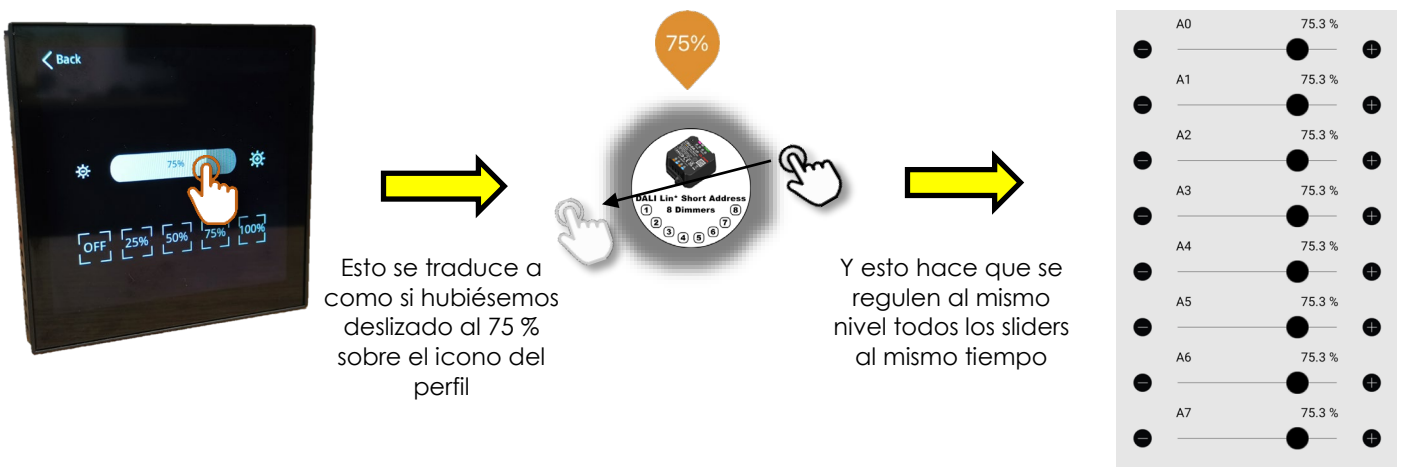 Back
75%
OFF
25%
50%
75%
100%
Esto se traduce a
como si hubiésemos
deslizado al 75 %
sobre el icono del
perfil
75%
DALI Lin* Short Address
8 Dimmers
1
2
3
4
5
6
7
8
Y esto hace que se
regulen al mismo
nivel todos los sliders
al mismo tiempo
A0 75.3 %
A1 75.3 %
A2 75.3 %
A3 75.3 %
A4 75.3 %
A5 75.3 %
A6 75.3 %
A7 75.3 %